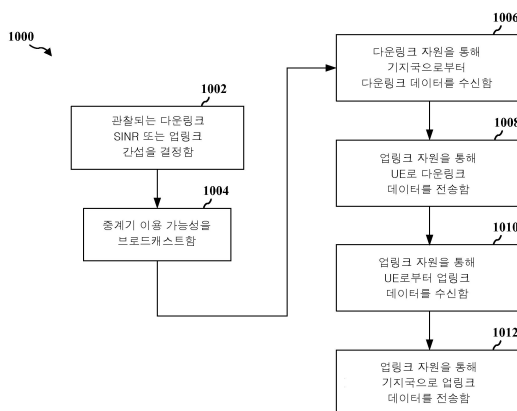 1000
1002
관찰되는 다운링크
SINR 또는 업링크
간섭을 결정함
1004
중계기 이용 가능성을
브로드캐스트함
1006
다운링크 자원을 통해
기지국으로부터
다운링크 데이터를 수신함
1008
업링크 자원을 통해
UE로 다운링크
데이터를 전송함
1010
업링크 자원을 통해
UE로부터 업링크
데이터를 수신함
1012
업링크 자원을 통해
기지국으로 업링크
데이터를 전송함